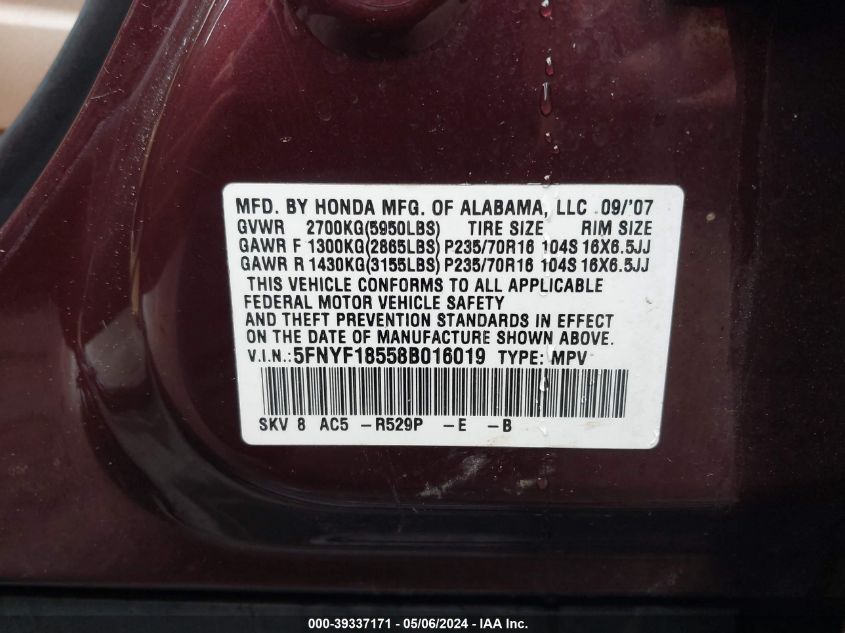 MFD. BY HONDA MFG. OF ALABAMA, LLC 09/'07
GVWR 2700KG(5950LBS) TIRE SIZE RIM SIZE
GAWR F 1300KG(2865LBS) P235/70R16 104S 16X6.5JJ
GAWR R 1430KG(3155LBS) P235/70R16 104S 16X6.5JJ
THIS VEHICLE CONFORMS TO ALL APPLICABLE
FEDERAL MOTOR VEHICLE SAFETY
AND THEFT PREVENTION STANDARDS IN EFFECT
ON THE DATE OF MANUFACTURE SHOWN ABOVE.
V.I.N.:5FNYF18558B016019 TYPE: MPV
SKV 8 AC5 -R529P -E -B
000-39337171 - 05/06/2024 - IAA Inc.